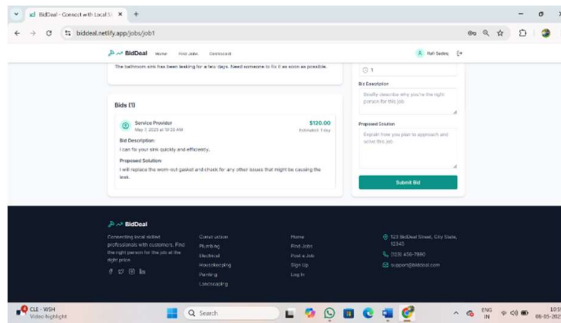 BidDeal - Connect with Local S
biddeal.netlify.app/jobs/job1
BidDeal Home Find Jobs Dashboard
The bathroom sink has been leaking for a few days. Need someone to fix it as soon as possible.
1
Bids (1)
Service Provider
$120.00
May 7, 2023 at 10:30 AM
Estimated: 1 day
Bid Description:
I can fix your sink quickly and efficiently.
Proposed Solution:
I will replace the worn-out gasket and check for any other issues that might be causing the
leak.
Bid Description
Briefly describe why you're the right
person for this job
Proposed Solution
Explain how you plan to approach and
solve this job
Submit Bid
BidDeal
Connecting local skilled
professionals with customers. Find
the right person for the job at the
right price.
Construction
Plumbing
Electrical
Housekeeping
Painting
Landscaping
Home
Find Jobs
Post a Job
Sign Up
Log In
123 BidDeal Street, City State,
12345
(123) 456-7890
support@biddeal.com
CLE - WSH
Video highlight
Search
ENG
IN